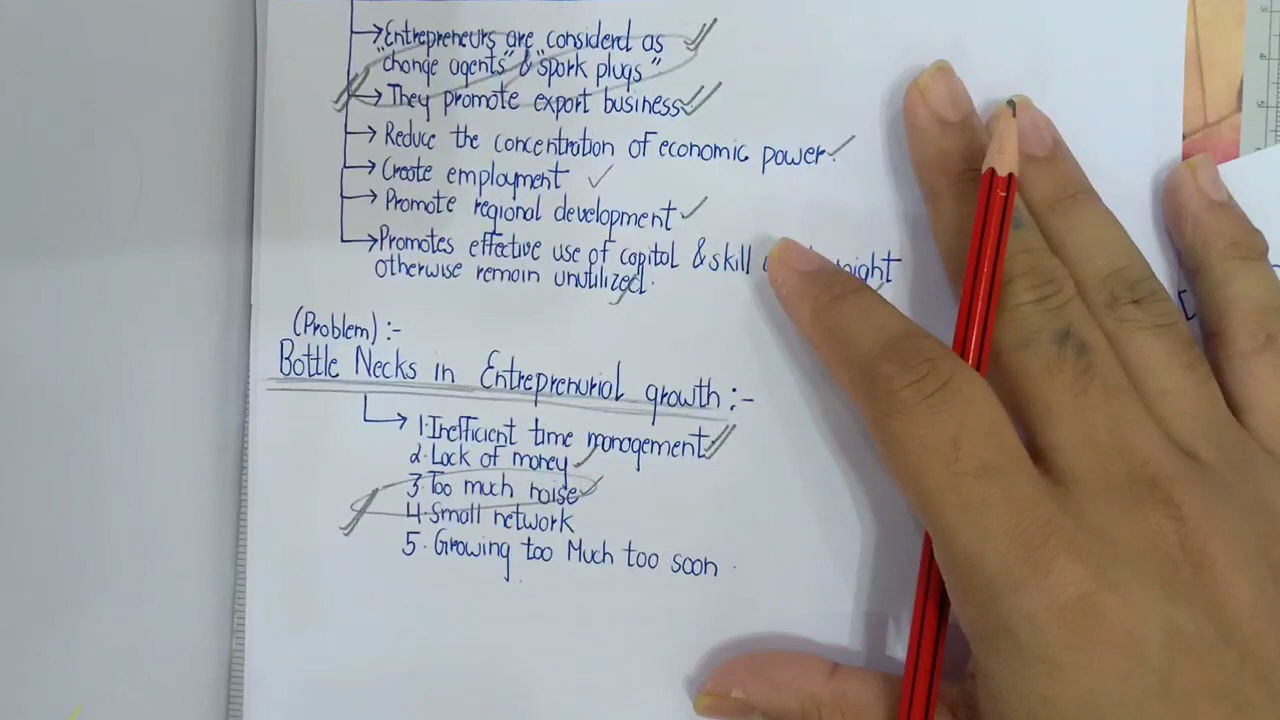 Entrepreneurs are considerd as
"change agents" & "spark plugs"
They promote export business
Reduce the concentration of economic power.
Create employment
Promote regional development
Promotes effective use of capital & skill might
otherwise remain unutilized.
(Problem) :-
Bottle Necks in Entreprenurial growth :-
1. Inefficient time management
2. Lack of money
3. Too much noise
4. Small network
5. Growing too Much too soon